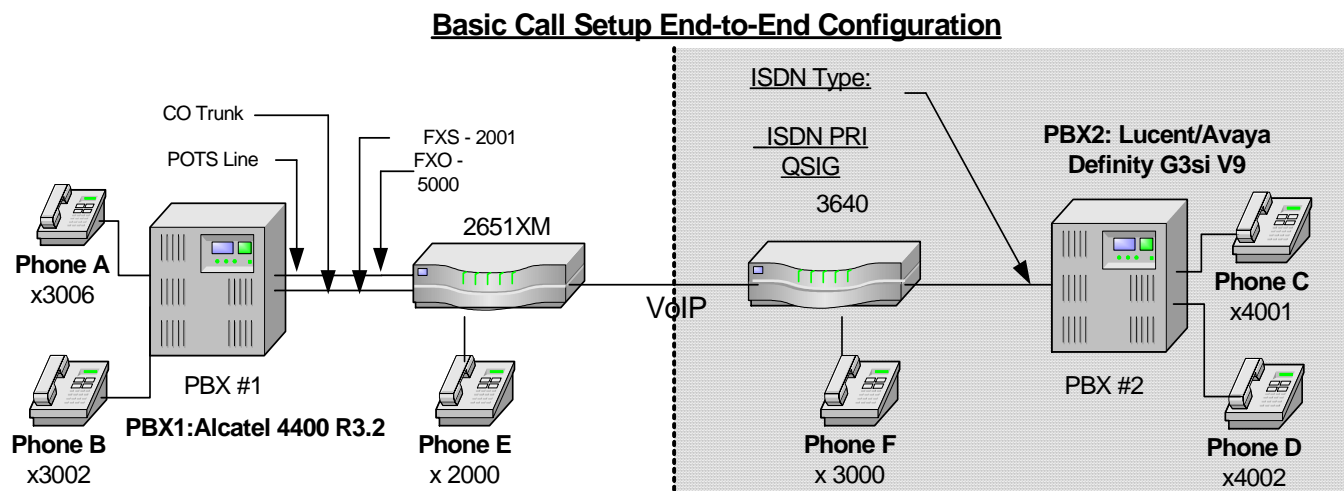 Basic Call Setup End-to-End Configuration
ISDN Type:
CO Trunk
FXS - 2001
POTS Line
FXO -
5000
ISDN PRI
QSIG
3640
PBX2: Lucent/Avaya
Definity G3si V9
2651XM
Phone A
x3006
VoIP
Phone C
x4001
PBX #1
PBX #2
PBX1:Alcatel 4400 R3.2
Phone B
x3002
Phone E
x 2000
Phone F
x 3000
Phone D
x4002